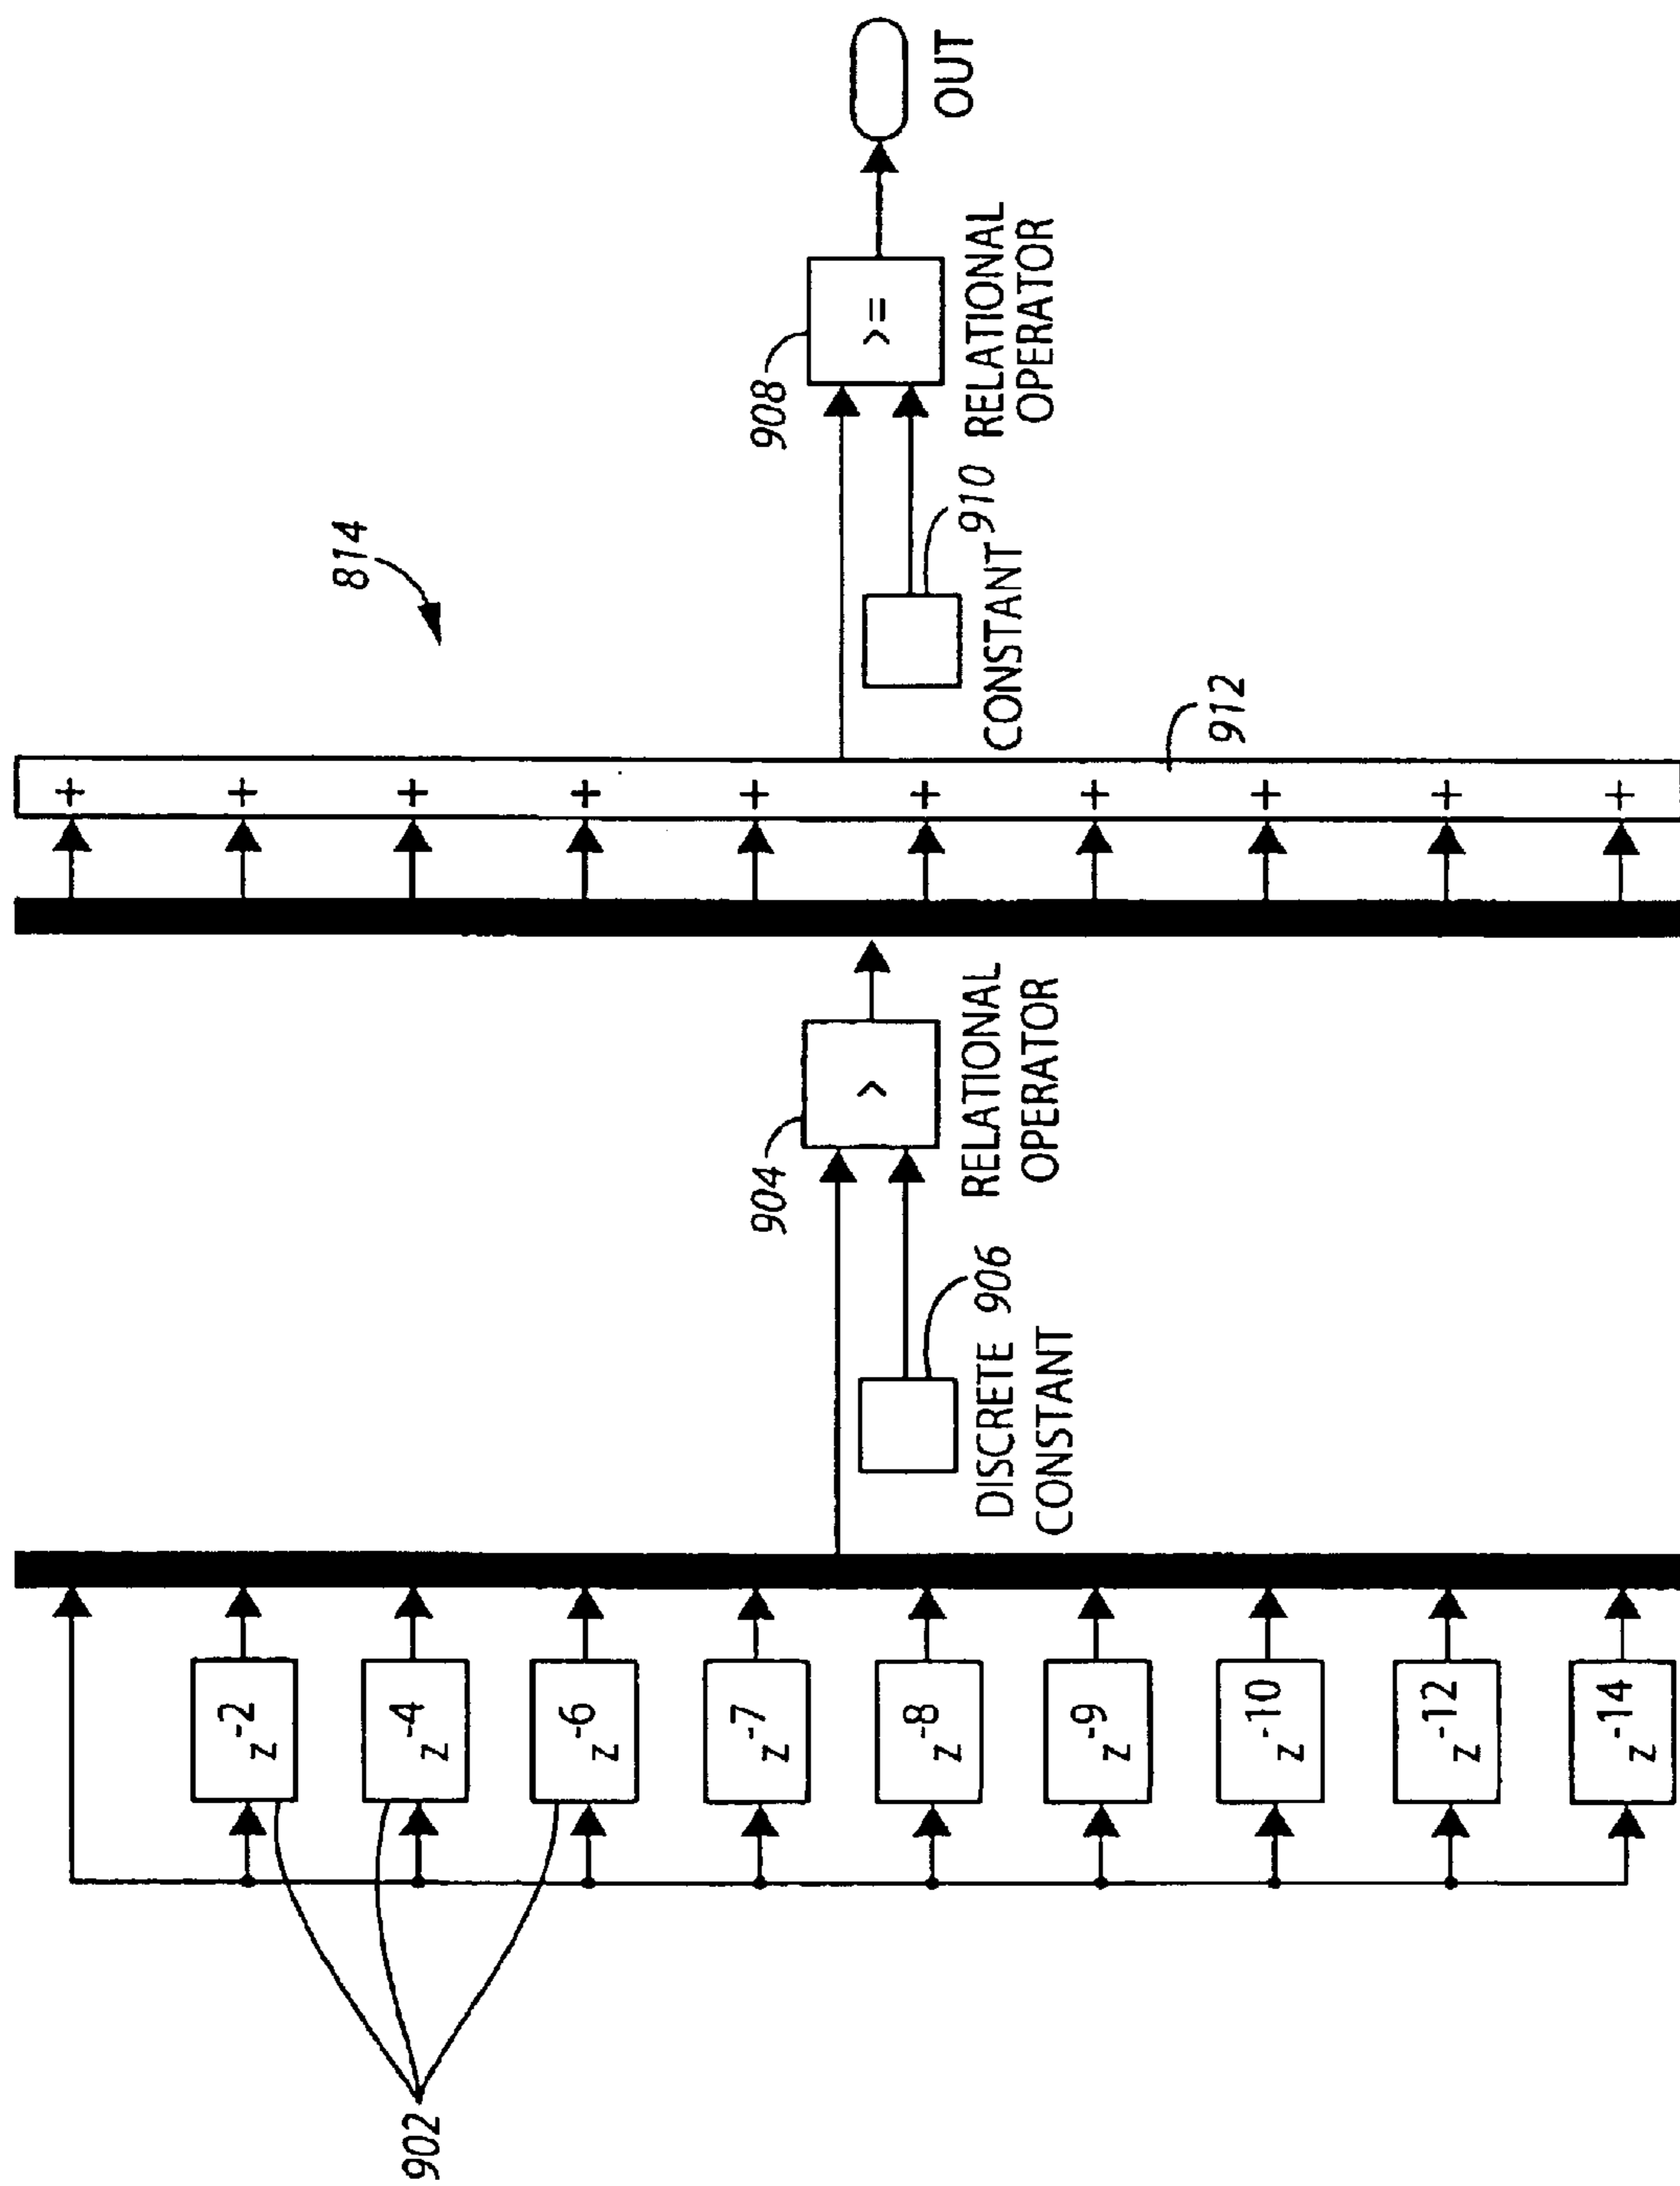 814
902
z-2
z-4
z-6
z-7
z-8
z-9
z-10
z-12
z-14
904
>
RELATIONAL
OPERATOR
DISCRETE
CONSTANT
906
+
+
+
+
+
+
+
+
+
+
912
908
>=
RELATIONAL
OPERATOR
CONSTANT
910
OUT